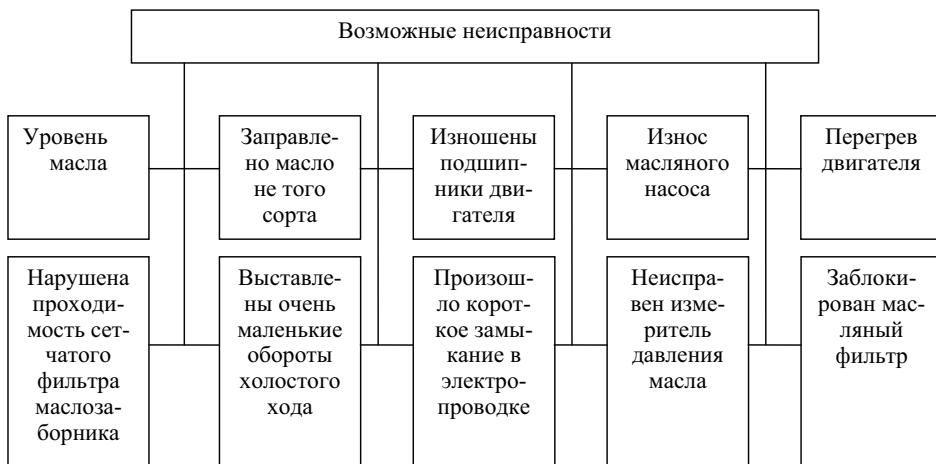 Возможные неисправности
Уровень
масла
Заправле-
но масло
не того
сорта
Изношены
подшип-
ники дви-
гателя
Износ
масляного
насоса
Перегрев
двигателя
Нарушена
проходи-
мость сет-
чатого
фильтра
маслоза-
борника
Выставле-
ны очень
маленькие
обороты
холостого
хода
Произош-
ло корот-
кое замы-
кание в
электро-
проводке
Неиспра-
вен изме-
ритель
давления
масла
Заблоки-
рован мас-
ляный
фильтр